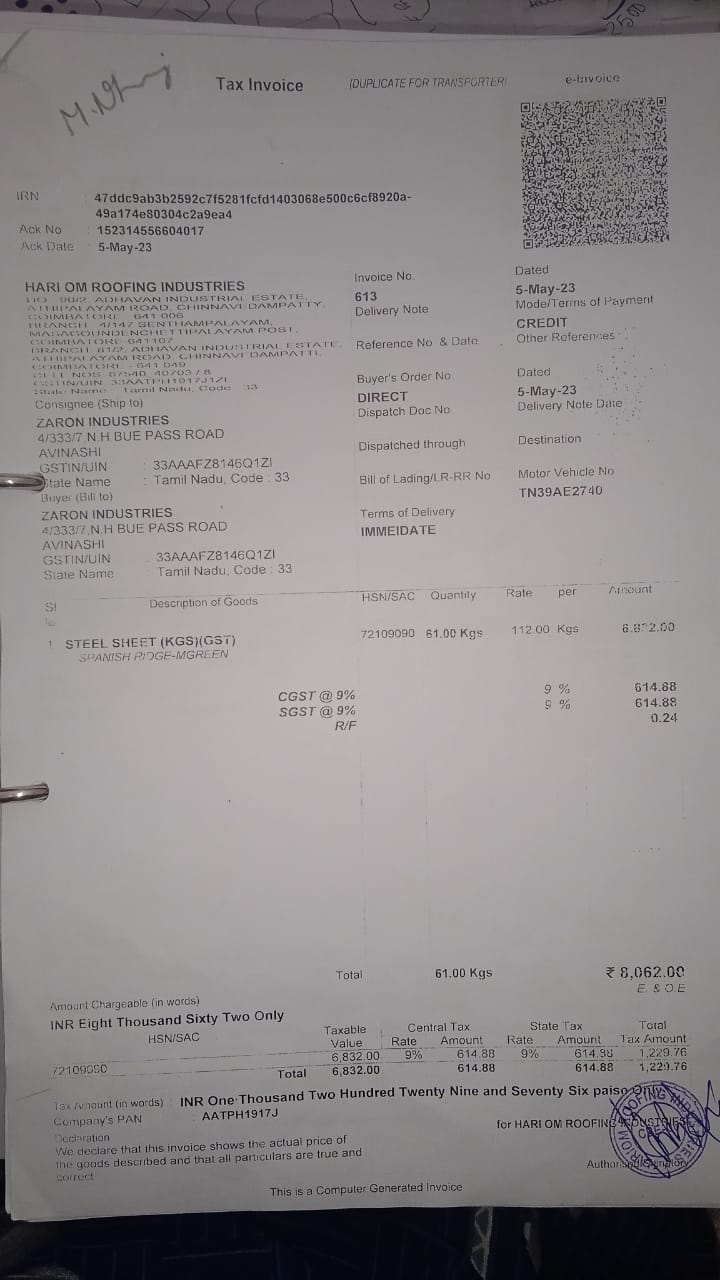 Tax Invoice
(DUPLICATE FOR TRANSPORTER)
e-Invoice
IRN : 47ddc9ab3b2592c7f5281fcfd1403068e500c6cf8920a-
49a174e80304c2a9ea4
Ack No : 152314556604017
Ack Date : 5-May-23
HARI OM ROOFING INDUSTRIES
90/2, ADHAVAN INDUSTRIAL ESTATE,
ATHIPALAYAM ROAD, CHINNAVEDAMPATTY,
COIMBATORE 641 006
BRANCH 4/147 SENTHAMPALAYAM,
MASAGOUNDENCHETTIPALAYAM POST,
COIMBATORE 641107
BRANCH 61/2, ADHAVAN INDUSTRIAL ESTATE
ATHIPALAYAM ROAD, CHINNAVEDAMPATTI,
COIMBATORE - 641 049
CELL NOS 87540 40703 / 8
GSTIN/UIN: 33AATPH1917J1ZI
State Name : Tamil Nadu, Code : 33
Invoice No.
613
Dated
5-May-23
Delivery Note
Mode/Terms of Payment
CREDIT
Reference No. & Date.
Other References
Buyer's Order No.
DIRECT
Dated
5-May-23
Dispatch Doc No.
Delivery Note Date
Dispatched through
Destination
Bill of Lading/LR-RR No.
Motor Vehicle No.
TN39AE2740
Terms of Delivery
IMMEIDATE
Consignee (Ship to)
ZARON INDUSTRIES
4/333/7,N.H BUE PASS ROAD
AVINASHI
GSTIN/UIN : 33AAAFZ8146Q1ZI
State Name : Tamil Nadu, Code : 33
Buyer (Bill to)
ZARON INDUSTRIES
4/333/7,N.H BUE PASS ROAD
AVINASHI
GSTIN/UIN : 33AAAFZ8146Q1ZI
State Name : Tamil Nadu, Code : 33
Sl No. Description of Goods HSN/SAC Quantity Rate per Amount
1 STEEL SHEET (KGS)(GST) 72109090 61.00 Kgs 112.00 Kgs 6,832.00
SPANISH RIDGE-MGREEN
CGST @ 9% 9 % 614.88
SGST @ 9% 9 % 614.88
R/F 0.24
Total 61.00 Kgs ₹ 8,062.00
E. & O.E
Amount Chargeable (in words)
INR Eight Thousand Sixty Two Only
HSN/SAC Taxable Value Central Tax Rate Amount State Tax Rate Amount Total Tax Amount
72109090 6,832.00 9% 614.88 9% 614.88 1,229.76
Total 6,832.00 614.88 614.88 1,229.76
Tax Amount (in words) : INR One Thousand Two Hundred Twenty Nine and Seventy Six paise Only
Company's PAN : AATPH1917J
Declaration
We declare that this invoice shows the actual price of
the goods described and that all particulars are true and
correct
for HARI OM ROOFING INDUSTRIES
Authorised Signatory
This is a Computer Generated Invoice